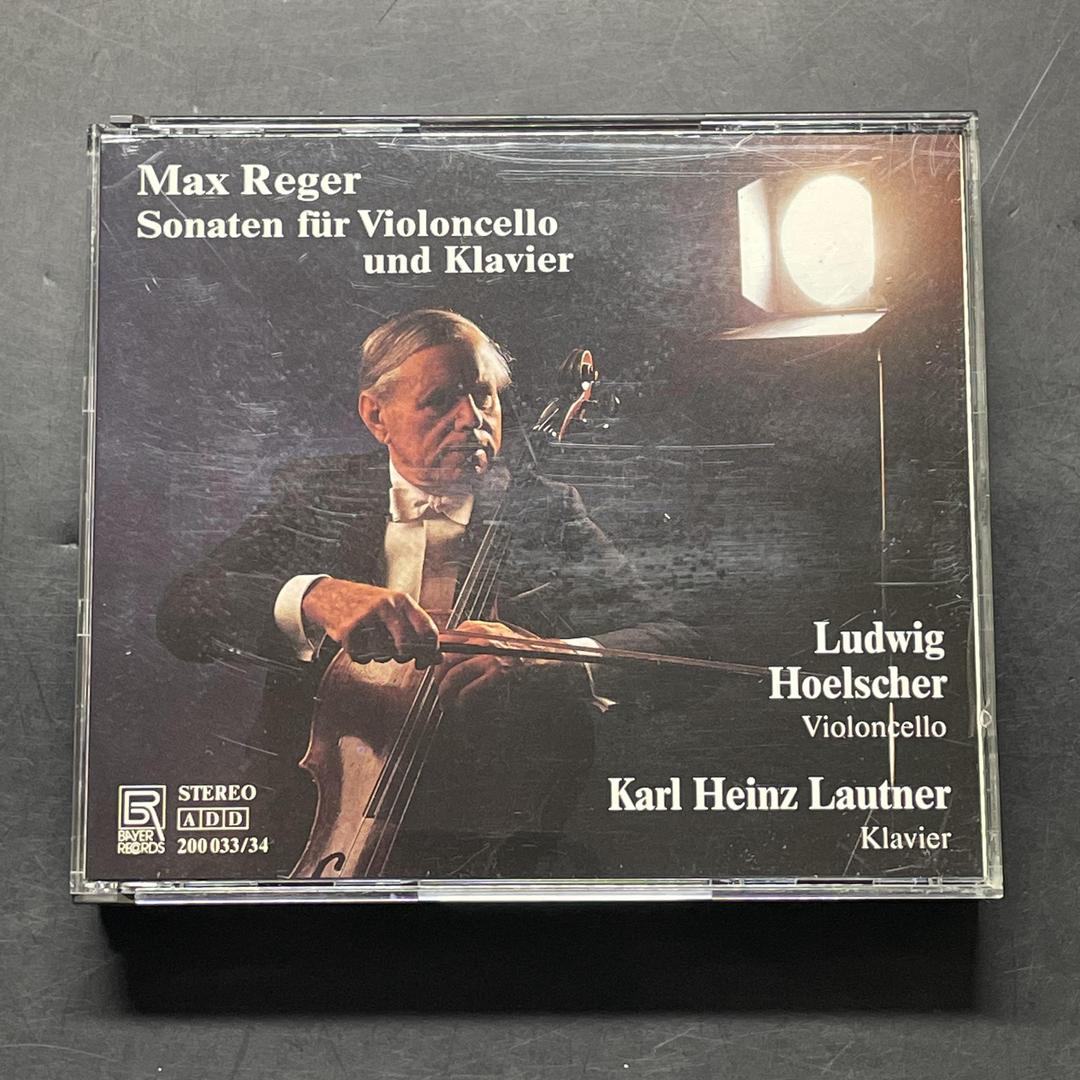 Max Reger
Sonaten für Violoncello
und Klavier
Ludwig
Hoelscher
Violoncello
Karl Heinz Lautner
Klavier
BAYER
RECORDS
STEREO
ADD
200 033/34